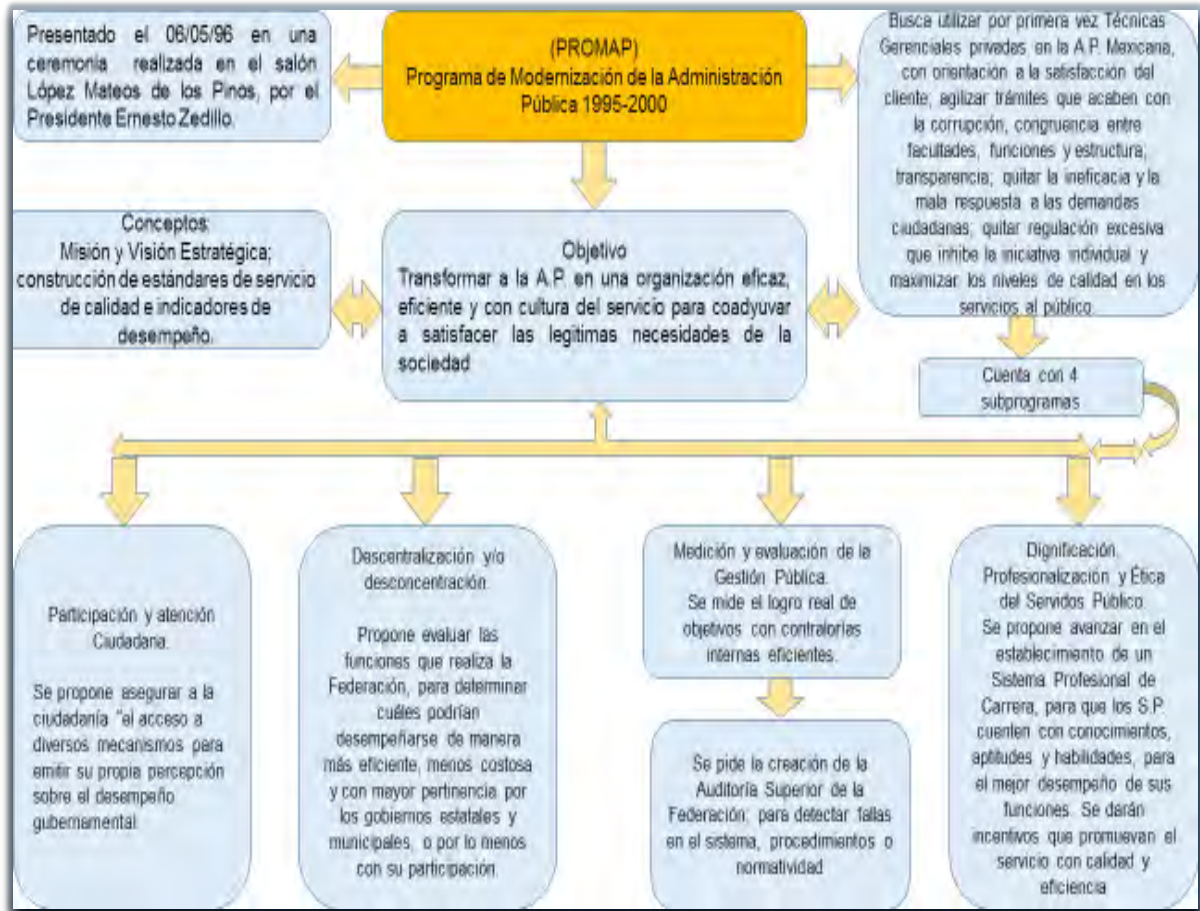 Presentado el 06/05/96 en una
ceremonia realizada en el salón
López Mateos de los Pinos, por el
Presidente Ernesto Zedillo.
(PROMAP)
Programa de Modernización de la Administración
Pública 1995-2000
Busca utilizar por primera vez Técnicas
Gerenciales privadas en la A.P. Mexicana,
con orientación a la satisfacción del
cliente; agilizar trámites que acaben con
la corrupción, congruencia entre
facultades, funciones y estructura;
transparencia; quitar la ineficacia y la
mala respuesta a las demandas
ciudadanas; quitar regulación excesiva
que inhibe la iniciativa individual y
maximizar los niveles de calidad en los
servicios al público.
Conceptos:
Misión y Visión Estratégica;
construcción de estándares de servicio
de calidad e indicadores de
desempeño.
Objetivo
Transformar a la A.P. en una organización eficaz,
eficiente y con cultura del servicio para coadyuvar
a satisfacer las legítimas necesidades de la
sociedad
Cuenta con 4
subprogramas
Participación y atención
Ciudadana.
Se propone asegurar a la
ciudadanía "el acceso a
diversos mecanismos para
emitir su propia percepción
sobre el desempeño
gubernamental
Descentralización y/o
desconcentración.
Propone evaluar las
funciones que realiza la
Federación, para determinar
cuáles podrían
desempeñarse de manera
más eficiente, menos costosa
y con mayor pertinencia por
los gobiernos estatales y
municipales, o por lo menos
con su participación.
Medición y evaluación de la
Gestión Pública.
Se mide el logro real de
objetivos con contralorías
internas eficientes.
Se pide la creación de la
Auditoría Superior de la
Federación; para detectar fallas
en el sistema, procedimientos o
normatividad
Dignificación.
Profesionalización y Ética
del Servidos Público.
Se propone avanzar en el
establecimiento de un
Sistema Profesional de
Carrera, para que los S.P.
cuenten con conocimientos,
aptitudes y habilidades, para
el mejor desempeño de sus
funciones. Se darán
incentivos que promuevan el
servicio con calidad y
eficiencia